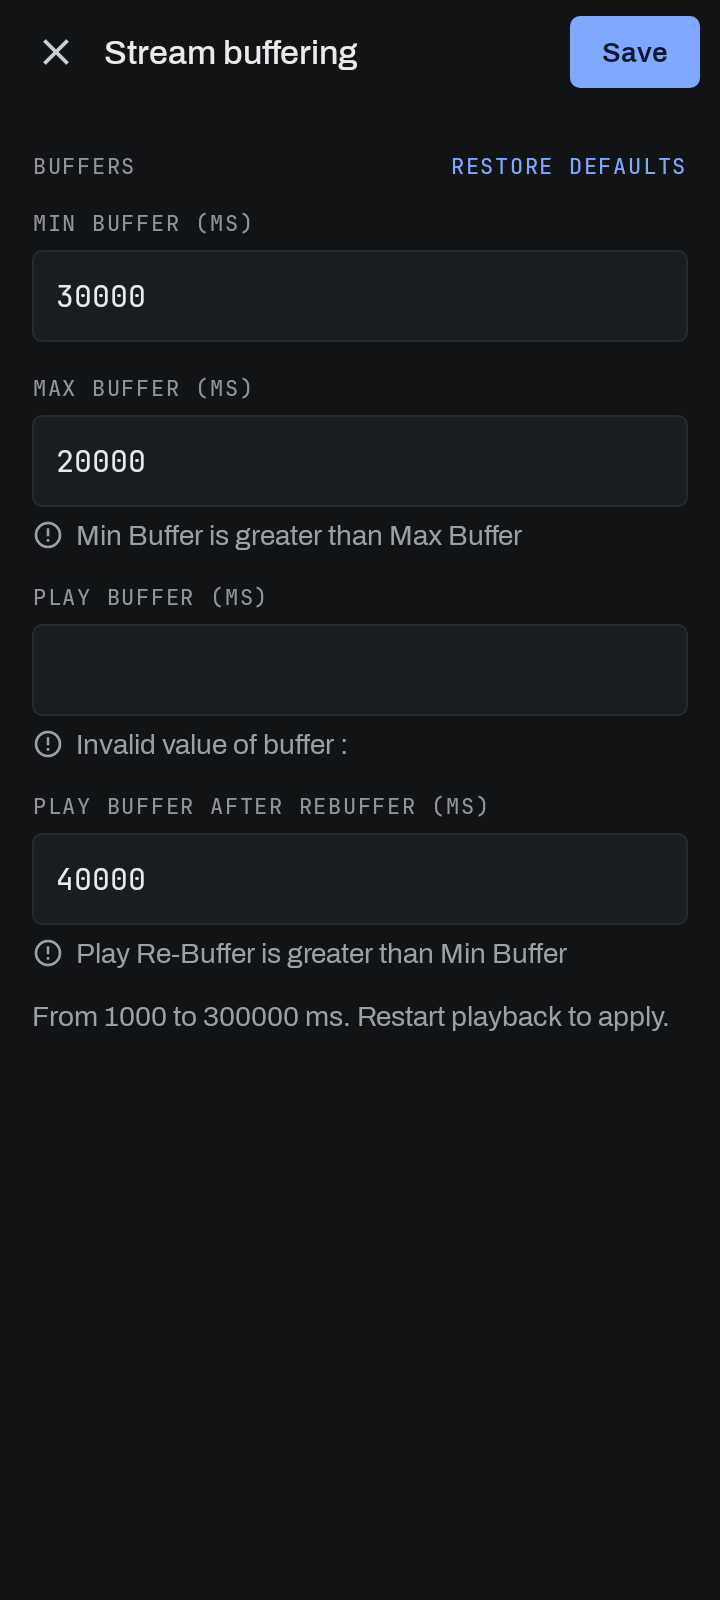 Stream buffering
Save
BUFFERS
RESTORE DEFAULTS
MIN BUFFER (MS)
30000
MAX BUFFER (MS)
20000
Min Buffer is greater than Max Buffer
PLAY BUFFER (MS)
Invalid value of buffer :
PLAY BUFFER AFTER REBUFFER (MS)
40000
Play Re-Buffer is greater than Min Buffer
From 1000 to 300000 ms. Restart playback to apply.